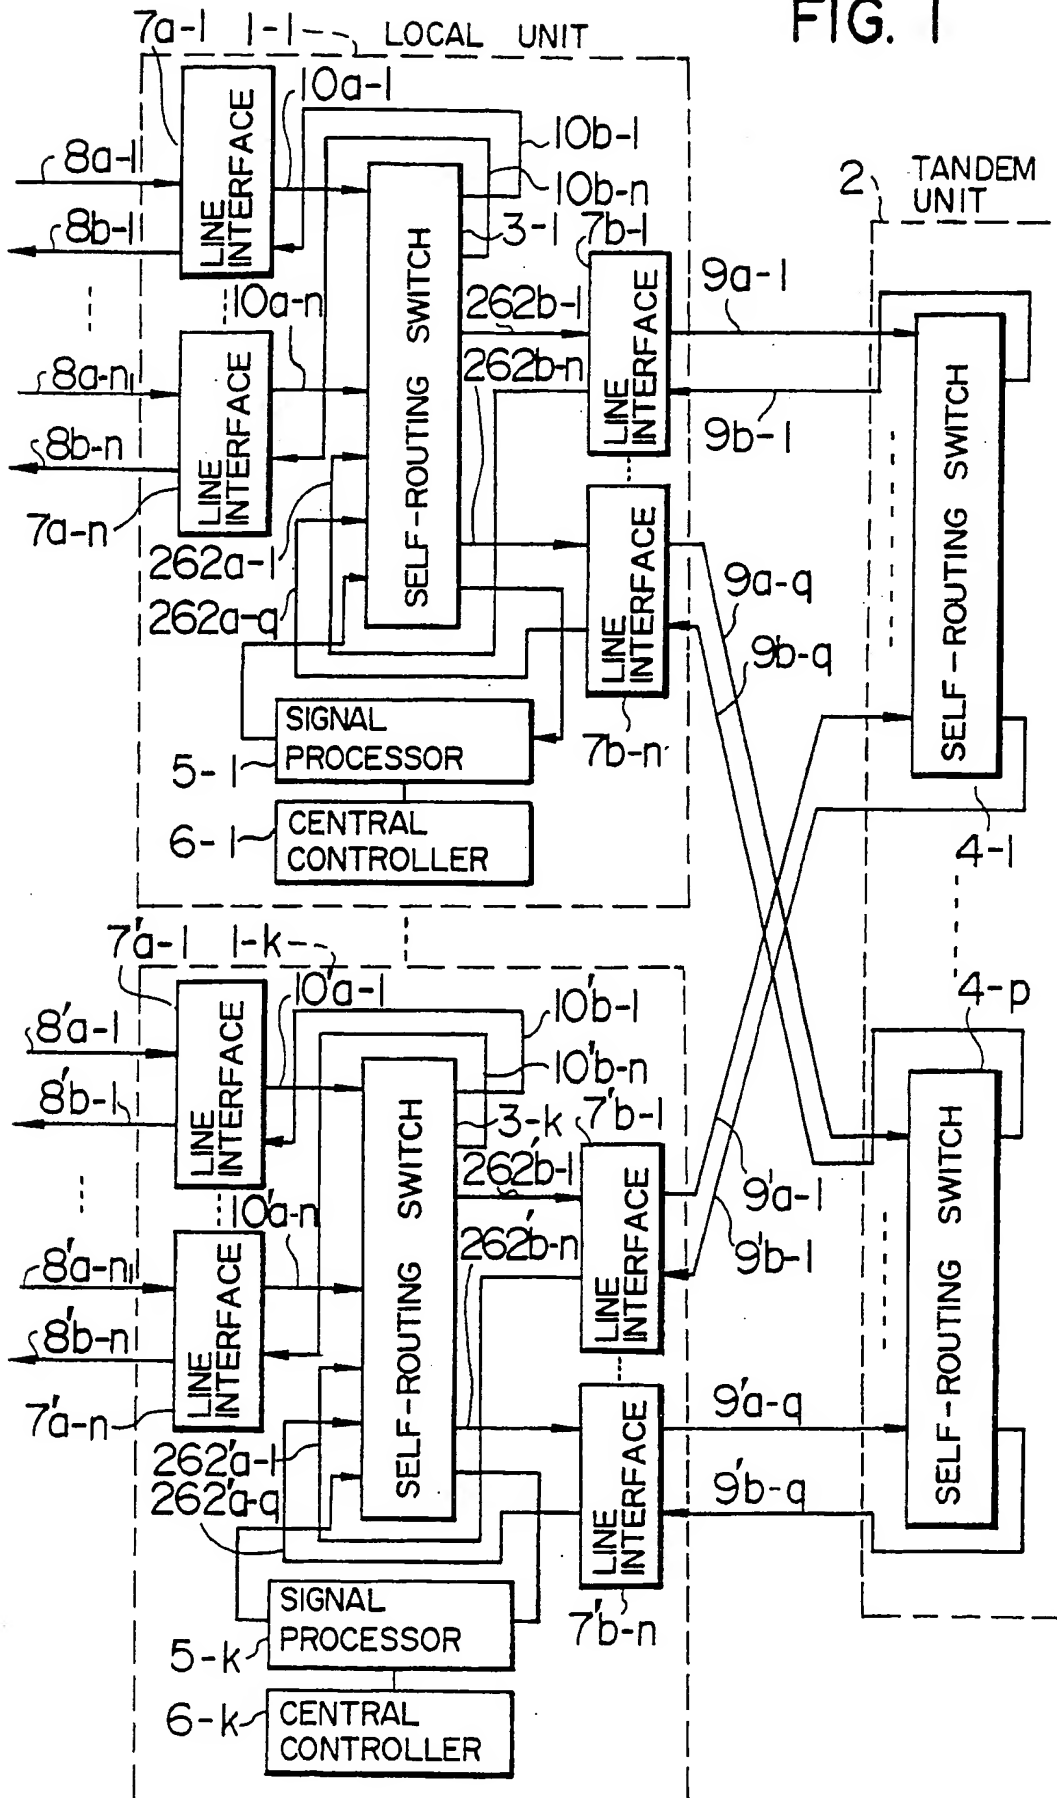 FIG. 1
7a-1
1-1
LOCAL UNIT
10a-1
8a-1
LINE INTERFACE
10b-1
8b-1
10b-n
2
TANDEM UNIT
3-1
7b-1
10a-n
262b-1
9a-1
8a-n
LINE INTERFACE
SELF-ROUTING SWITCH
262b-n
LINE INTERFACE
8b-n
9b-1
SELF-ROUTING SWITCH
7a-n
262a-1
LINE INTERFACE
9a-q
262a-q
9b-q
SIGNAL PROCESSOR
7b-n
5-1
6-1
CENTRAL CONTROLLER
4-1
7'a-1
1-k
10'a-1
4-p
8'a-1
10'b-1
LINE INTERFACE
8'b-1
10'b-n
3-k
7'b-1
262'b-1
9'a-1
10'a-n
262'b-n
9'b-1
8'a-n
LINE INTERFACE
SELF-ROUTING SWITCH
LINE INTERFACE
SELF-ROUTING SWITCH
8'b-n
7'a-n
9'a-q
262'a-1
LINE INTERFACE
262'a-q
9'b-q
SIGNAL PROCESSOR
7'b-n
5-k
6-k
CENTRAL CONTROLLER